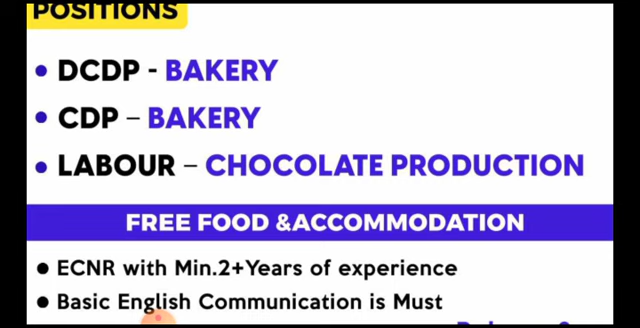 POSITIONS
• DCDP - BAKERY
• CDP – BAKERY
• LABOUR – CHOCOLATE PRODUCTION
FREE FOOD &ACCOMMODATION
• ECNR with Min.2+Years of experience
• Basic English Communication is Must